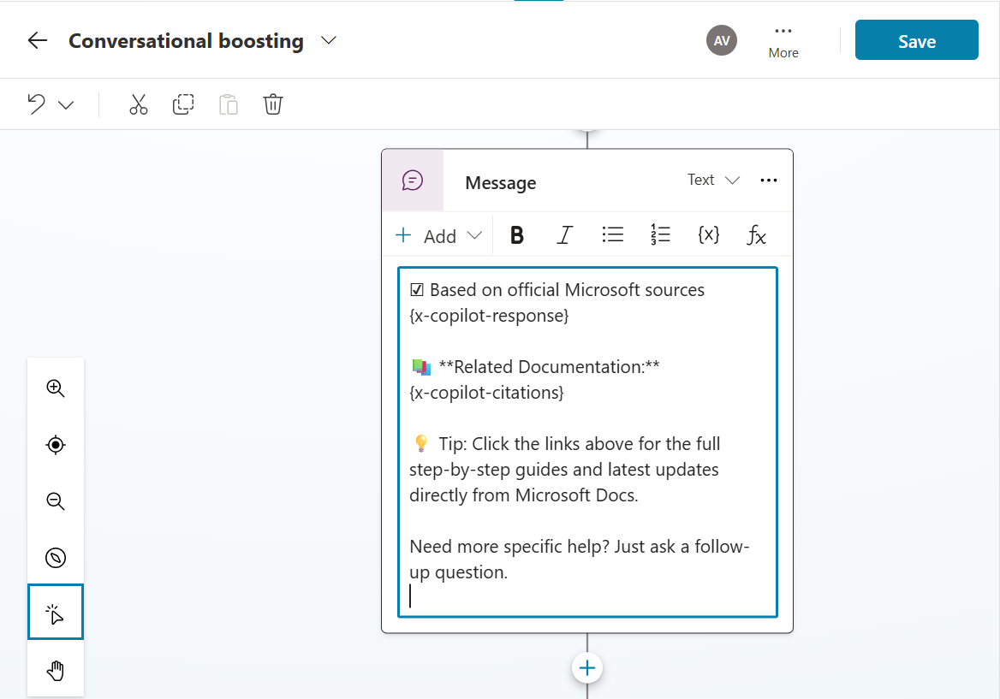 Conversational boosting
AV
More
Save
Message
Text
Add
B
I
{x}
fx
☑ Based on official Microsoft sources
{x-copilot-response}
📚 **Related Documentation:**
{x-copilot-citations}
💡 Tip: Click the links above for the full
step-by-step guides and latest updates
directly from Microsoft Docs.
Need more specific help? Just ask a follow-
up question.